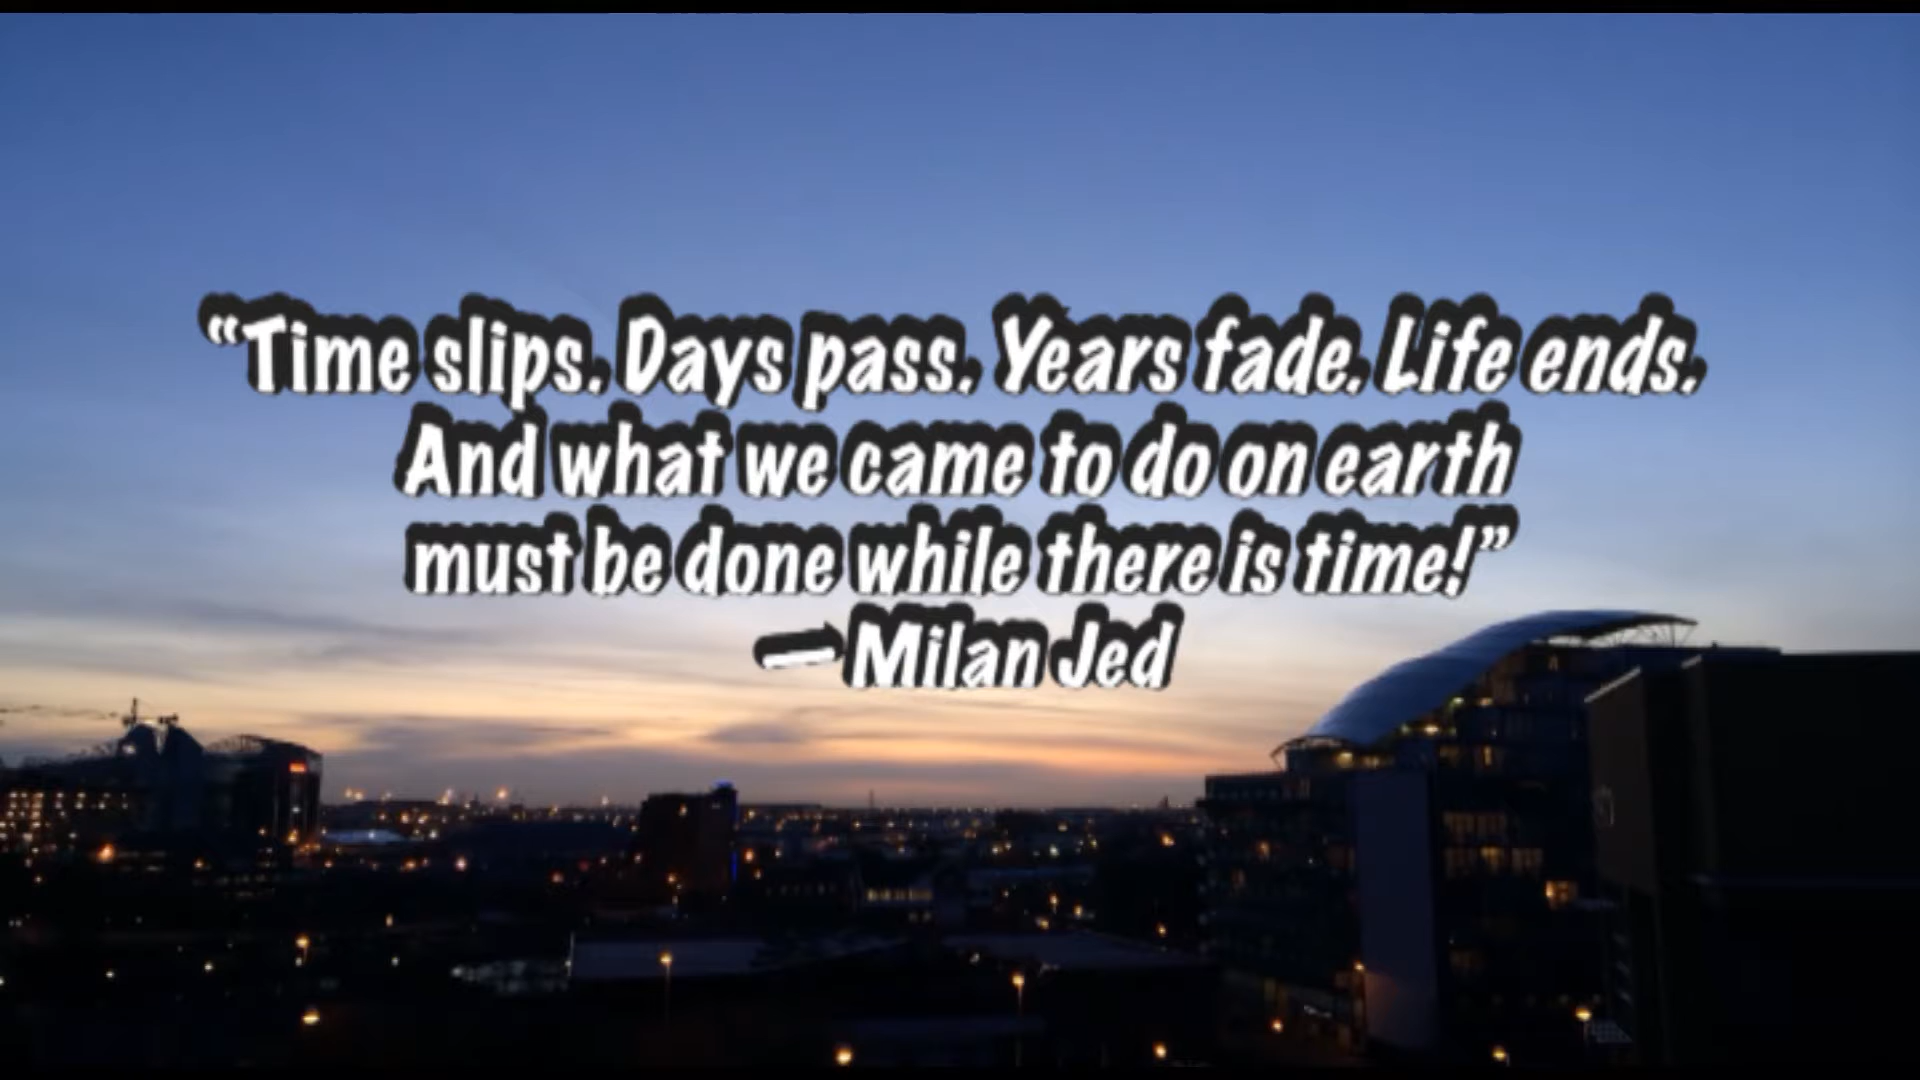 “Time slips. Days pass. Years fade. Life ends.
And what we came to do on earth
must be done while there is time!”
— Milan Jed